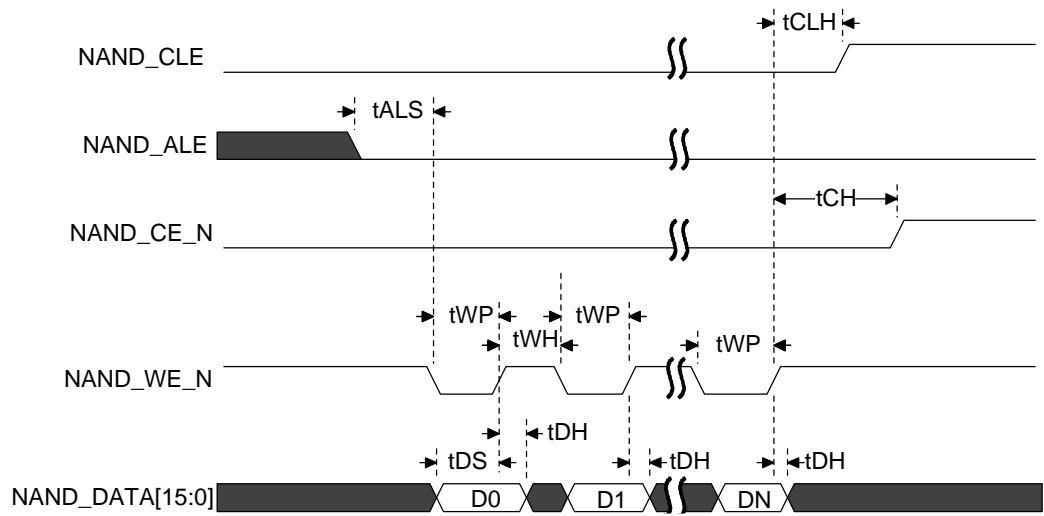 tCLH
NAND_CLE
tALS
NAND_ALE
tCH
NAND_CE_N
tWP
tWP
tWH
tWP
NAND_WE_N
tDH
tDS
tDH
tDH
NAND_DATA[15:0]
D0
D1
DN